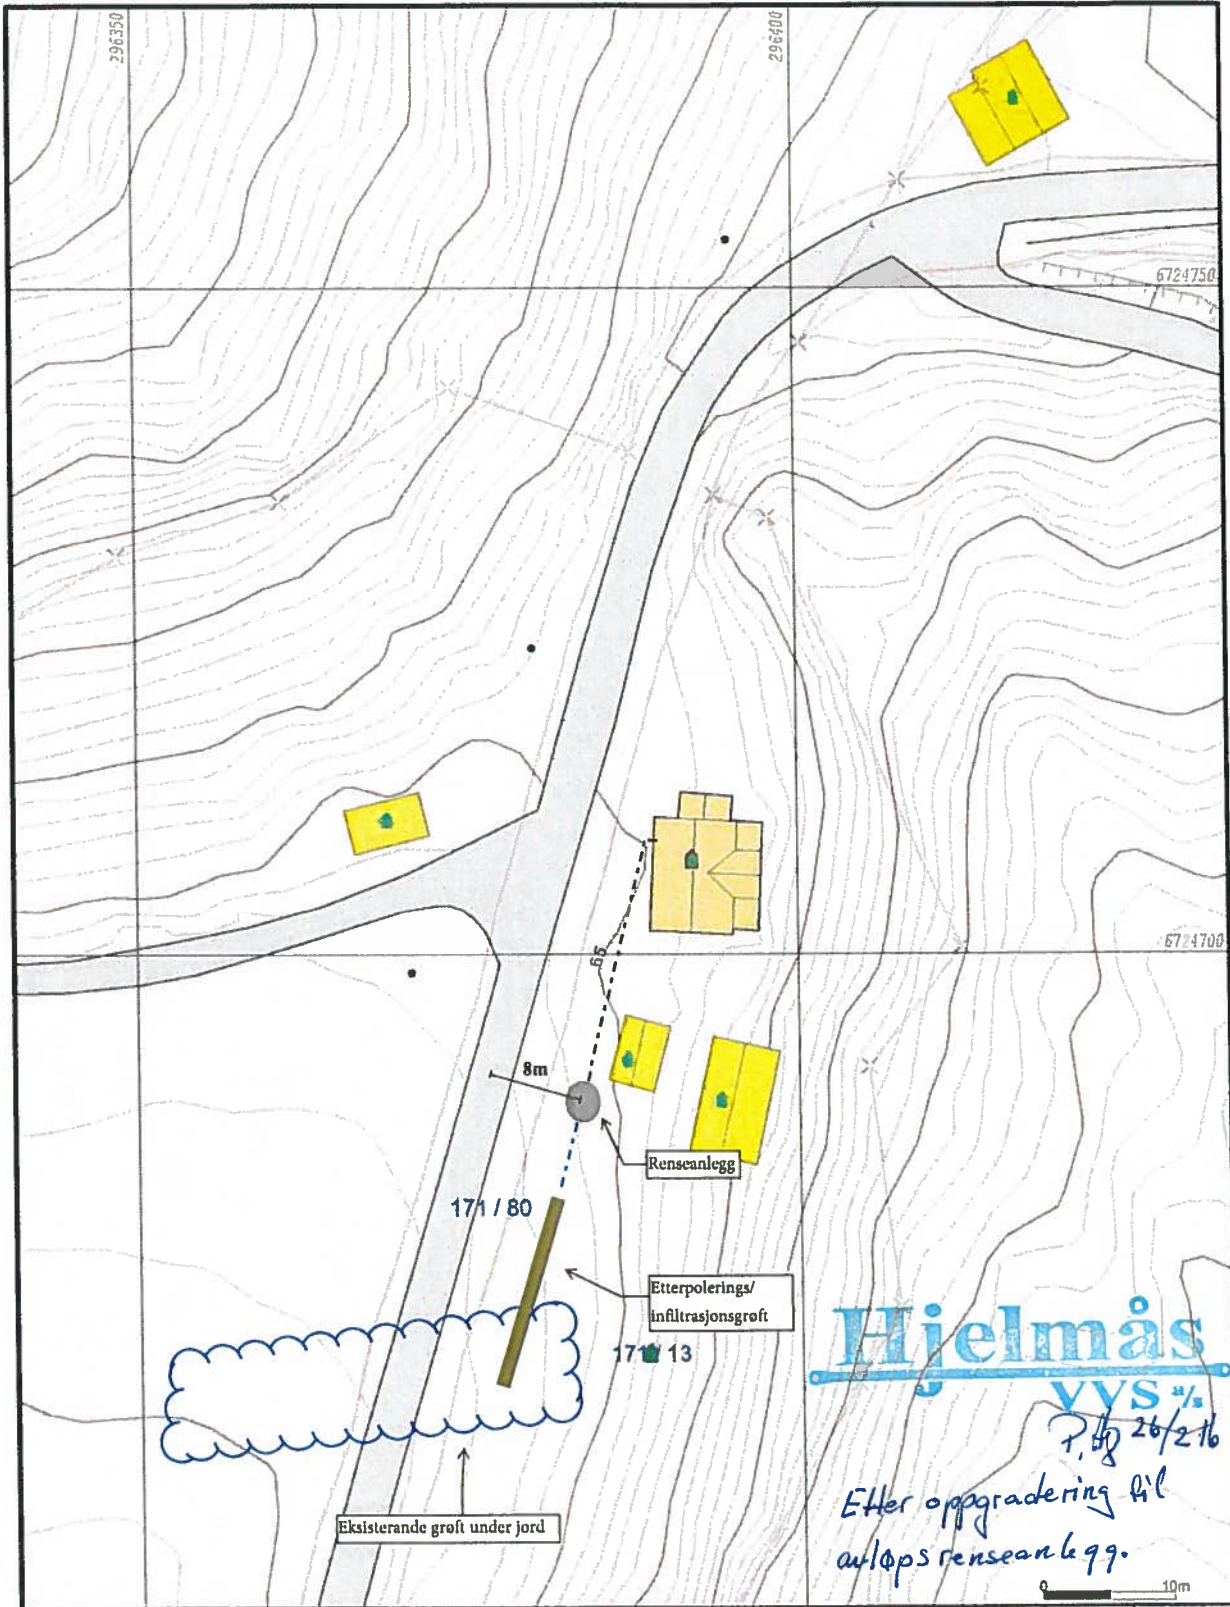 296350
296400
6724750
6724700
65
8m
Renseanlegg
171 / 80
Etterpolerings/
infiltrasjonsgrøft
171 / 13
Hjelmås
VVS a/s
26/2-16
Etter oppgradering til
avløpsrenseanlegg.
Eksisterande grøft under jord
0 10m